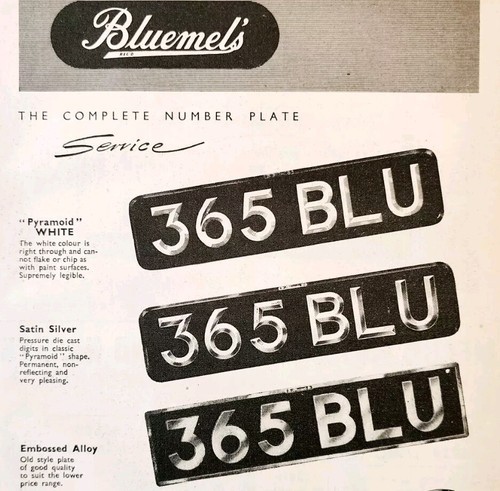 Bluemel's
REG'D
THE COMPLETE NUMBER PLATE
Service
365 BLU
"Pyramoid"
WHITE
The white colour is
right through and can-
not flake or chip as
with paint surfaces.
Supremely legible.
365 BLU
Satin Silver
Pressure die cast
digits in classic
"Pyramoid" shape.
Permanent, non-
reflecting and
very pleasing.
365 BLU
Embossed Alloy
Old style plate
of good quality
to suit the lower
price range.